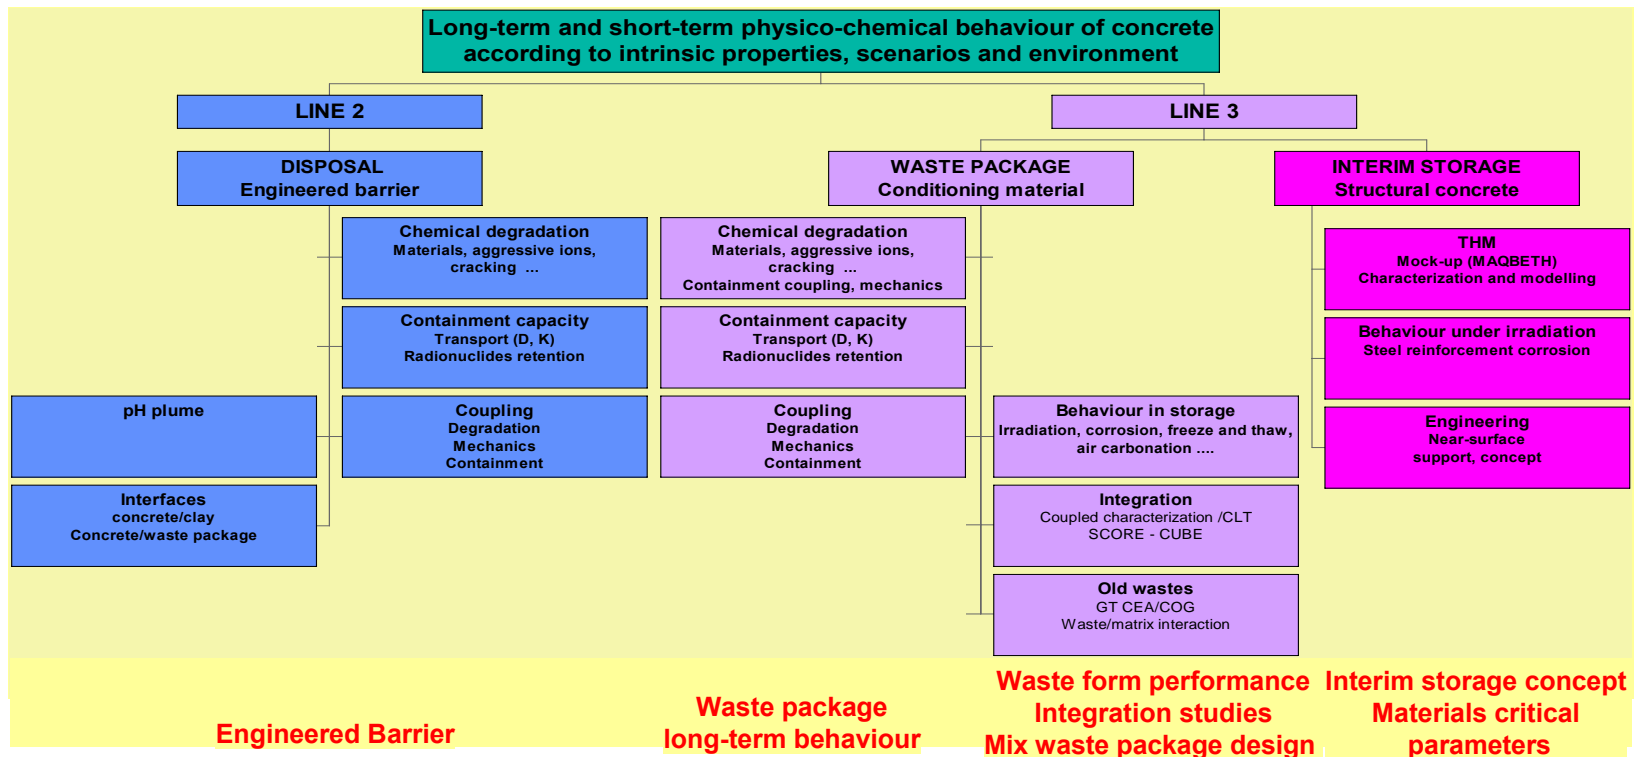 Long-term and short-term physico-chemical behaviour of concrete
according to intrinsic properties, scenarios and environment
LINE 2
LINE 3
DISPOSAL
Engineered barrier
WASTE PACKAGE
Conditioning material
INTERIM STORAGE
Structural concrete
Chemical degradation
Materials, aggressive ions,
cracking ...
Containment capacity
Transport (D, K)
Radionuclides retention
pH plume
Coupling
Degradation
Mechanics
Containment
Interfaces
concrete/clay
Concrete/waste package
Chemical degradation
Materials, aggressive ions,
cracking ...
Containment coupling, mechanics
Containment capacity
Transport (D, K)
Radionuclides retention
Coupling
Degradation
Mechanics
Containment
Behaviour in storage
Irradiation, corrosion, freeze and thaw,
air carbonation ....
Integration
Coupled characterization /CLT
SCORE - CUBE
Old wastes
GT CEA/COG
Waste/matrix interaction
THM
Mock-up (MAQBETH)
Characterization and modelling
Behaviour under irradiation
Steel reinforcement corrosion
Engineering
Near-surface
support, concept
Engineered Barrier
Waste package
long-term behaviour
Waste form performance
Integration studies
Mix waste package design
Interim storage concept
Materials critical
parameters